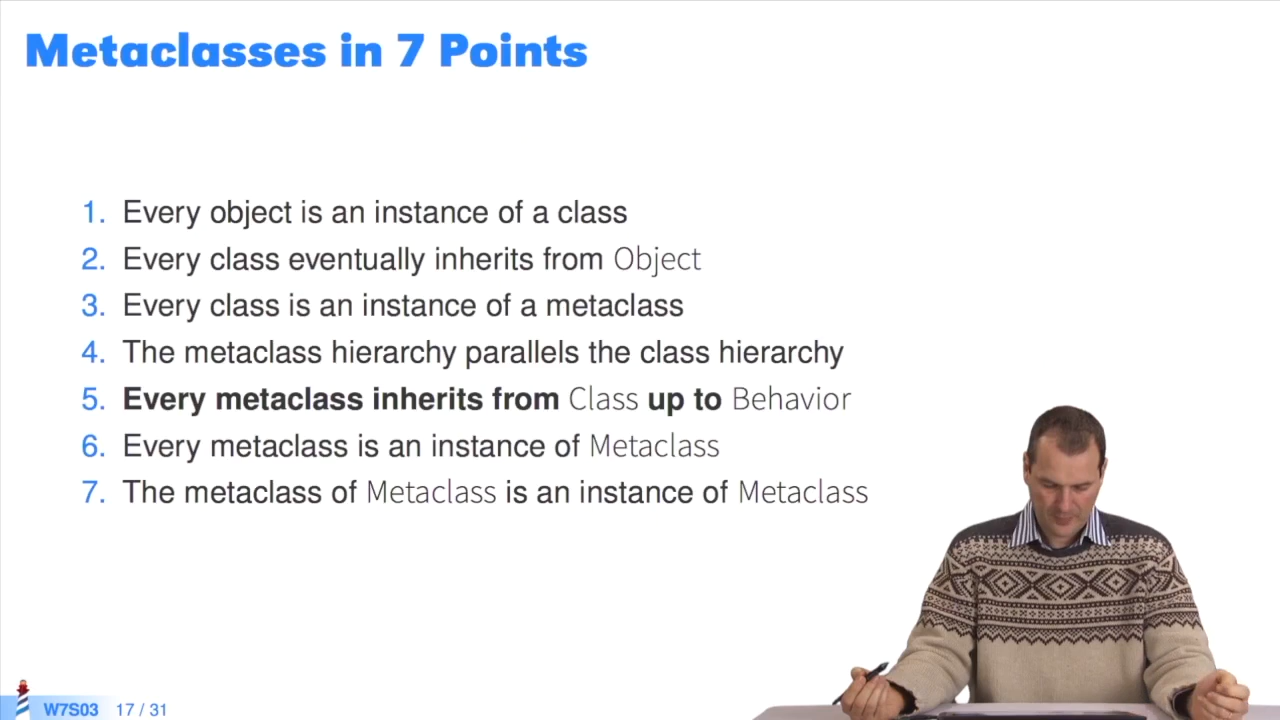 Metaclasses in 7 Points
1. Every object is an instance of a class
2. Every class eventually inherits from Object
3. Every class is an instance of a metaclass
4. The metaclass hierarchy parallels the class hierarchy
5. Every metaclass inherits from Class up to Behavior
6. Every metaclass is an instance of Metaclass
7. The metaclass of Metaclass is an instance of Metaclass
W7S03 17 / 31